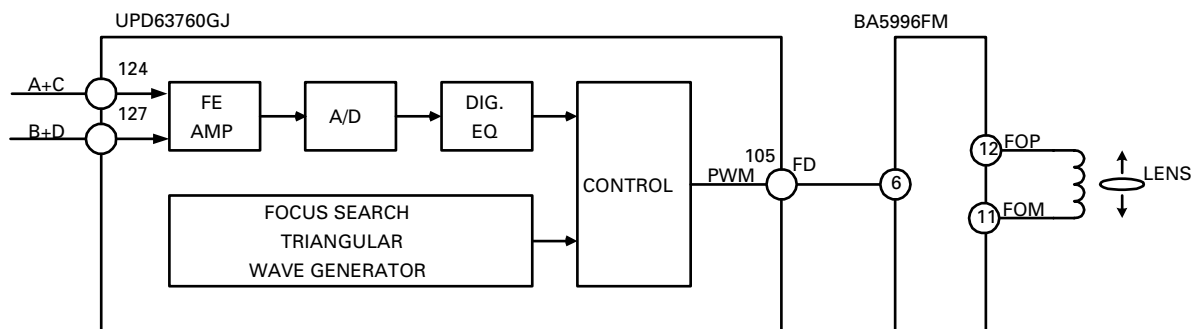 UPD63760GJ
BA5996FM
A+C
124
B+D
127
FE
AMP
A/D
DIG.
EQ
FOCUS SEARCH
TRIANGULAR
WAVE GENERATOR
CONTROL
PWM
105
FD
6
12
FOP
11
FOM
LENS